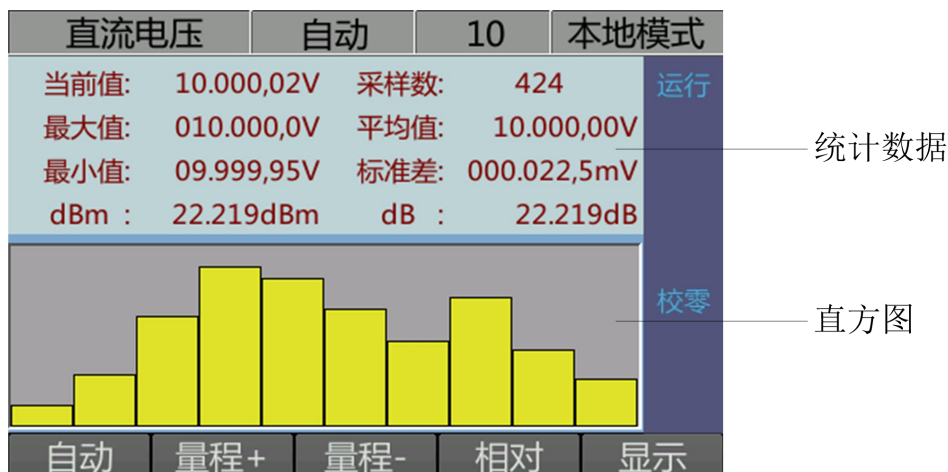 直流电压 自动 10 本地模式
当前值: 10.000,02V 采样数: 424 运行
最大值: 010.000,0V 平均值: 10.000,00V
统计数据
最小值: 09.999,95V 标准差: 000.022,5mV
dBm : 22.219dBm dB : 22.219dB
校零
直方图
自动 量程+ 量程- 相对 显示